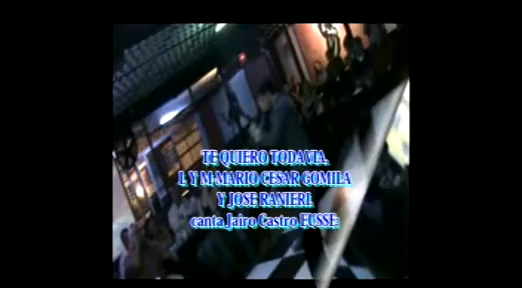 TE QUIERO TODAVIA.
L Y M-MARIO CESAR GOMILA
Y JOSE RANIERI.
canta Jairo Castro FUSSE: